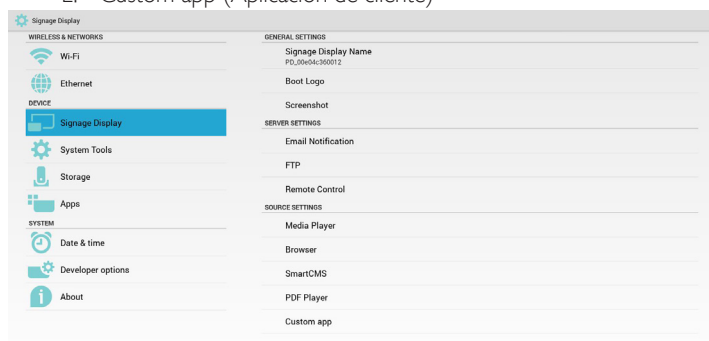 2. Custom app (Aplicación de cliente)
Signage Display
WIRELESS & NETWORKS
Wi-Fi
Ethernet
DEVICE
Signage Display
System Tools
Storage
Apps
SYSTEM
Date & time
Developer options
About
GENERAL SETTINGS
Signage Display Name
PD_00e04c360012
Boot Logo
Screenshot
SERVER SETTINGS
Email Notification
FTP
Remote Control
SOURCE SETTINGS
Media Player
Browser
SmartCMS
PDF Player
Custom app